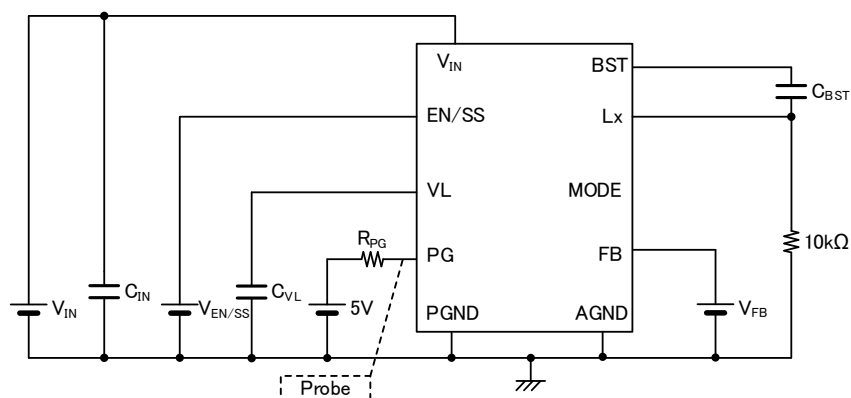 VIN
BST
CBST
EN/SS
Lx
VL
MODE
RPG
PG
FB
10kΩ
VIN
CIN
VEN/SS
CVL
5V
PGND
AGND
VFB
Probe